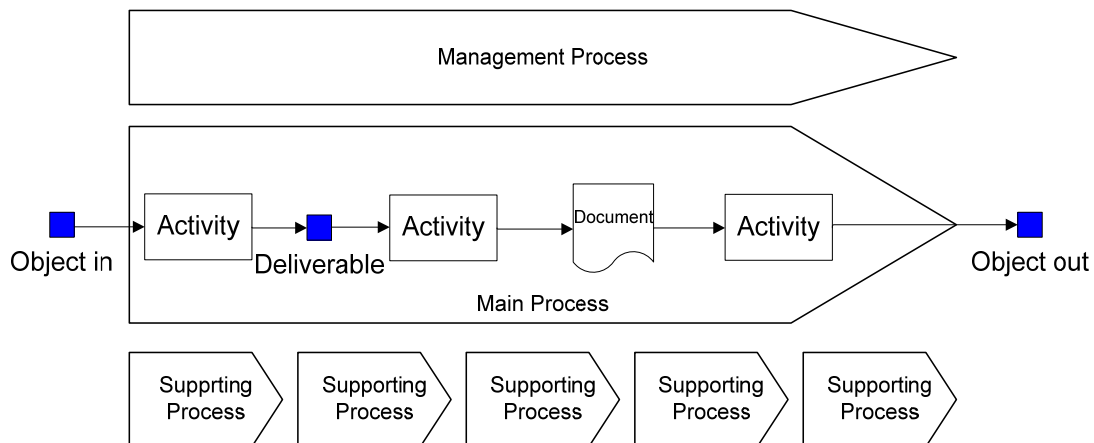 Management Process
Activity
Activity
Document
Activity
Object in
Deliverable
Object out
Main Process
Supprting
Process
Supporting
Process
Supporting
Process
Supporting
Process
Supporting
Process